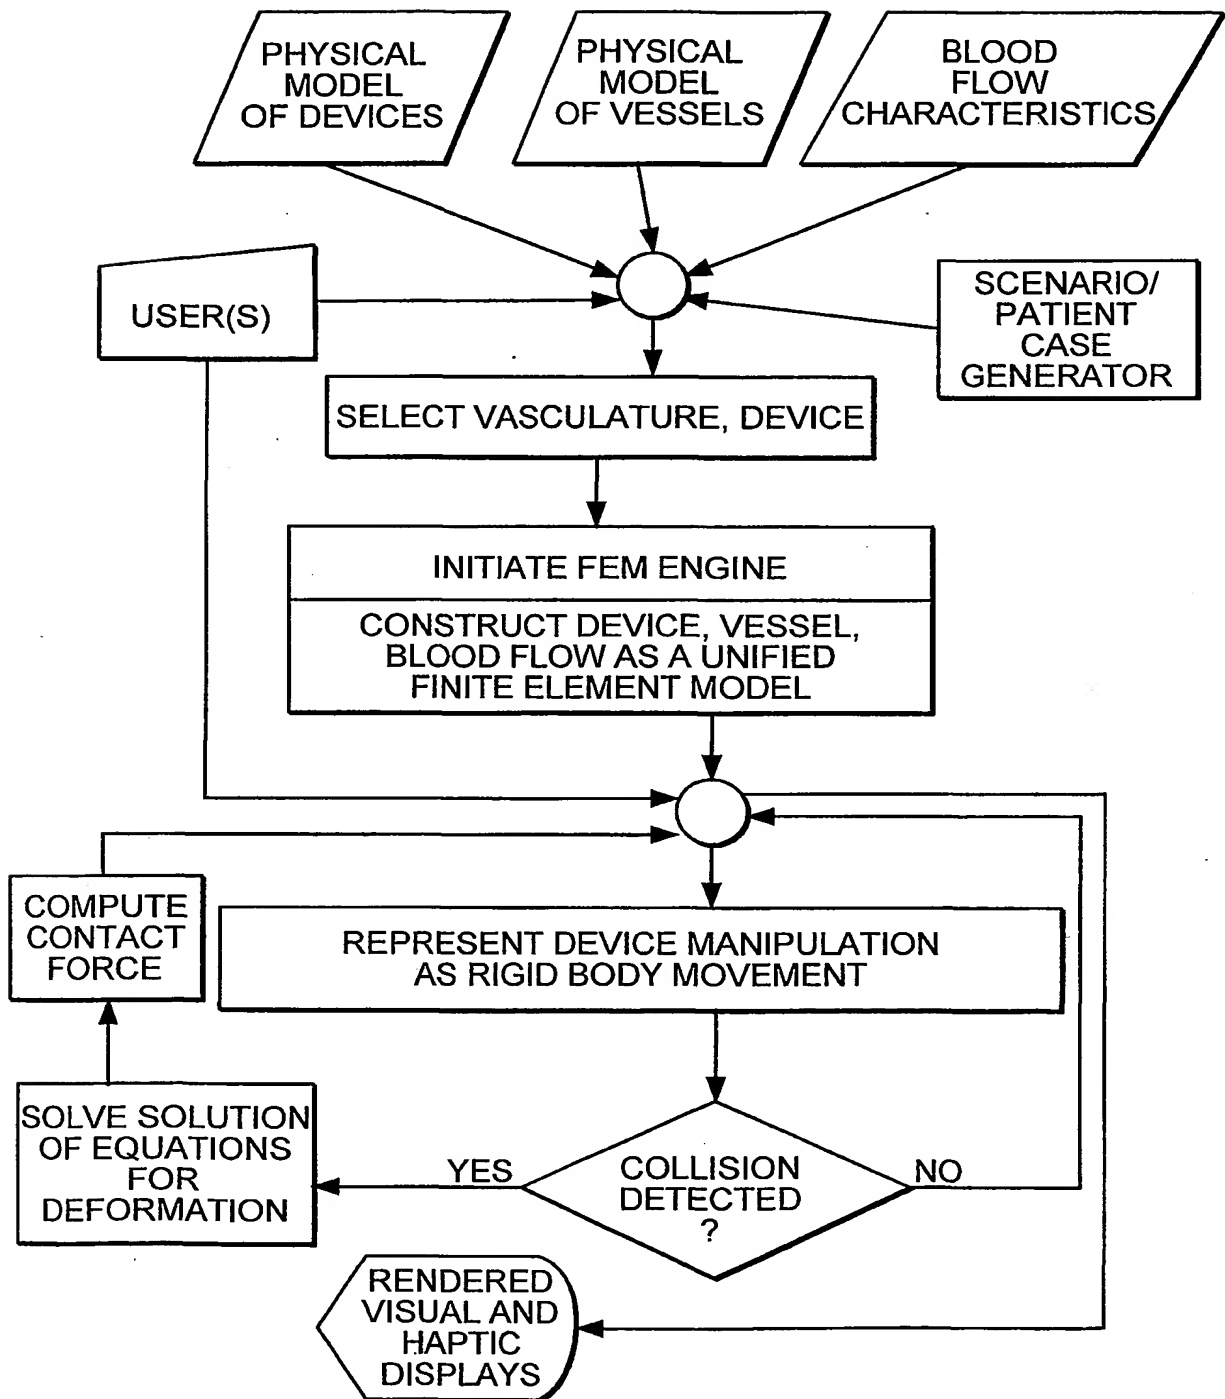 PHYSICAL
MODEL
OF DEVICES
PHYSICAL
MODEL
OF VESSELS
BLOOD
FLOW
CHARACTERISTICS
USER(S)
SCENARIO/
PATIENT
CASE
GENERATOR
SELECT VASCULATURE, DEVICE
INITIATE FEM ENGINE
CONSTRUCT DEVICE, VESSEL,
BLOOD FLOW AS A UNIFIED
FINITE ELEMENT MODEL
COMPUTE
CONTACT
FORCE
REPRESENT DEVICE MANIPULATION
AS RIGID BODY MOVEMENT
SOLVE SOLUTION
OF EQUATIONS
FOR
DEFORMATION
YES
COLLISION
DETECTED
?
NO
RENDERED
VISUAL AND
HAPTIC
DISPLAYS